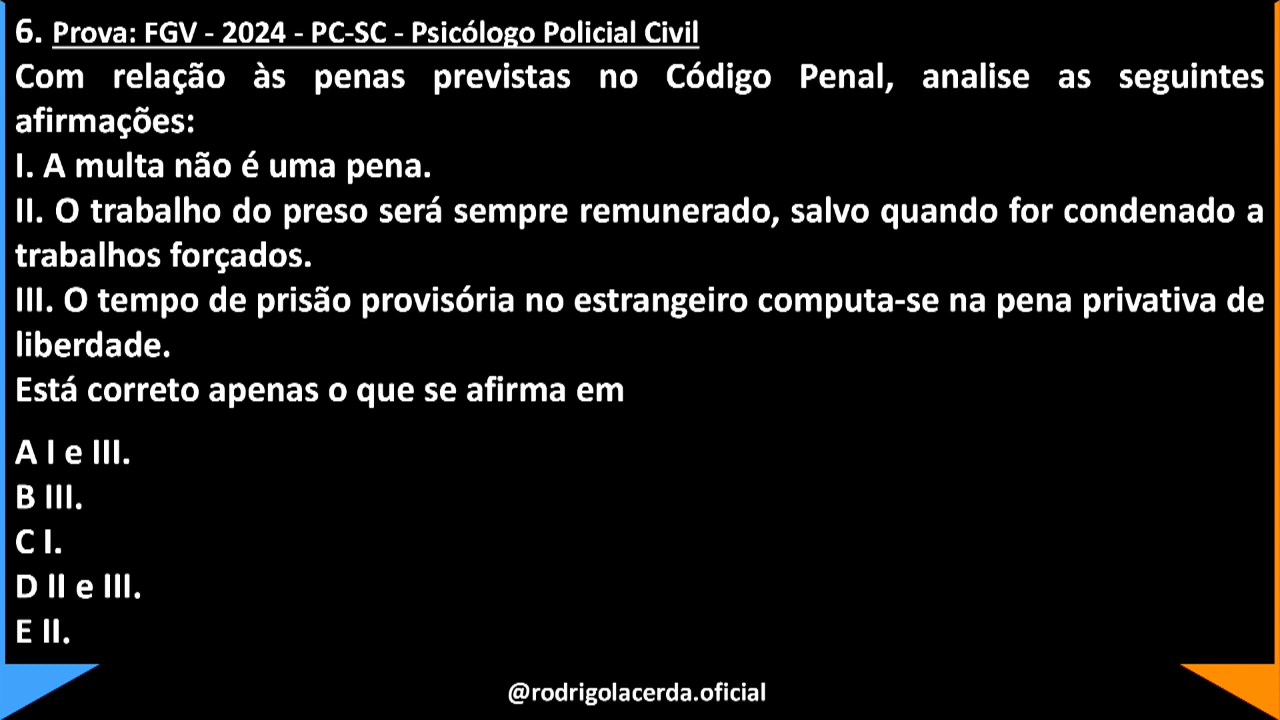 6. Prova: FGV - 2024 - PC-SC - Psicólogo Policial Civil
Com relação às penas previstas no Código Penal, analise as seguintes
afirmações:
I. A multa não é uma pena.
II. O trabalho do preso será sempre remunerado, salvo quando for condenado a
trabalhos forçados.
III. O tempo de prisão provisória no estrangeiro computa-se na pena privativa de
liberdade.
Está correto apenas o que se afirma em
A I e III.
B III.
C I.
D II e III.
E II.
@rodrigolacerda.oficial